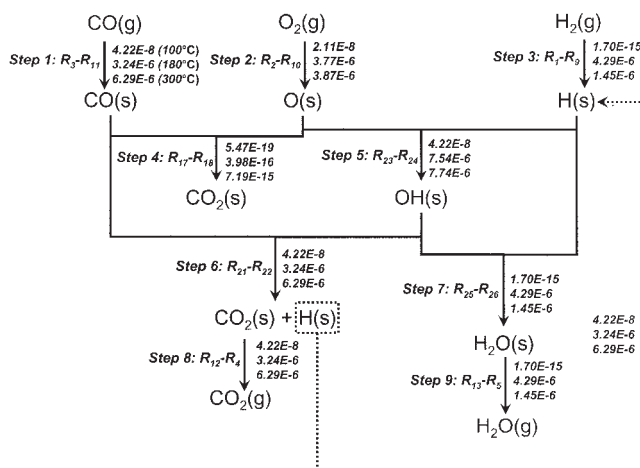 CO(g) O₂(g) H₂(g)
Step 1: R₃-R₁₁ 4.22E-8 (100°C)
3.24E-6 (180°C)
6.29E-6 (300°C)
Step 2: R₂-R₁₀ 2.11E-8
3.77E-6
3.87E-6
Step 3: R₁-R₉ 1.70E-15
4.29E-6
1.45E-6
CO(s) O(s) H(s)
Step 4: R₁₇-R₁₈ 5.47E-19
3.98E-16
7.19E-15
Step 5: R₂₃-R₂₄ 4.22E-8
7.54E-6
7.74E-6
CO₂(s) OH(s)
Step 6: R₂₁-R₂₂ 4.22E-8
3.24E-6
6.29E-6
Step 7: R₂₅-R₂₆ 1.70E-15
4.29E-6
1.45E-6
4.22E-8
3.24E-6
6.29E-6
CO₂(s) + H(s)
H₂O(s)
Step 8: R₁₂-R₄ 4.22E-8
3.24E-6
6.29E-6
Step 9: R₁₃-R₅ 1.70E-15
4.29E-6
1.45E-6
CO₂(g)
H₂O(g)